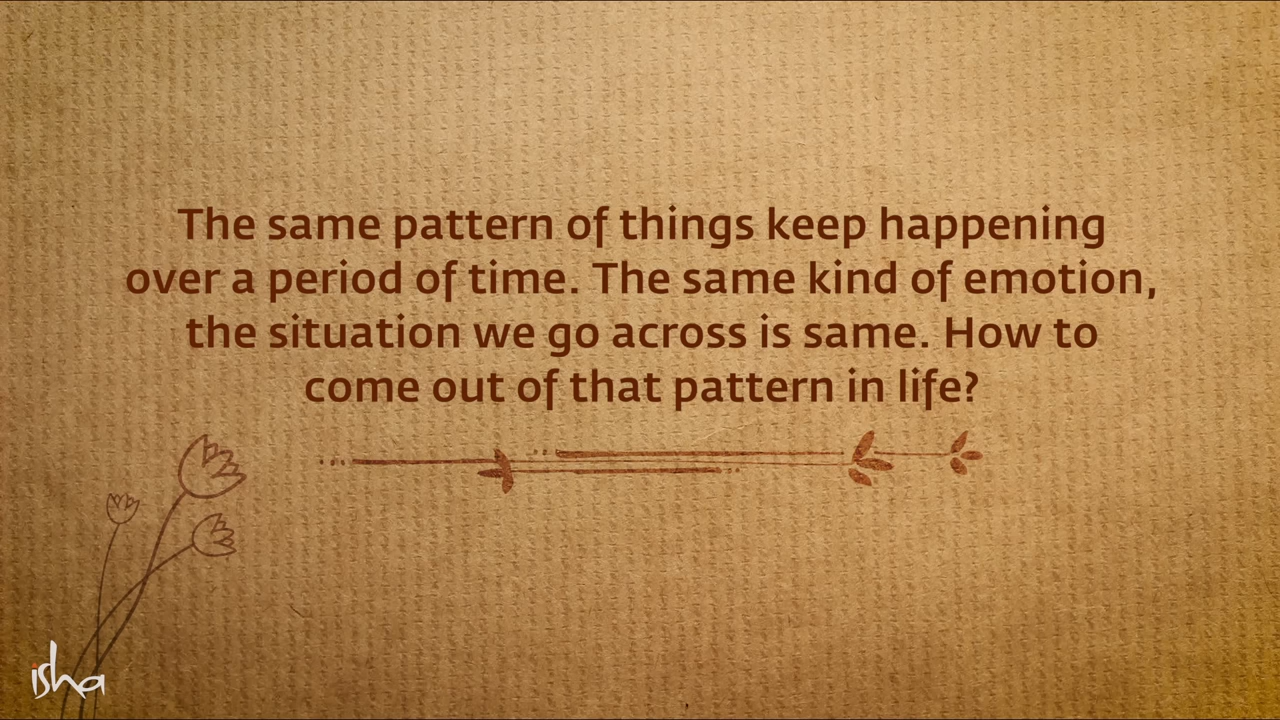 The same pattern of things keep happening
over a period of time. The same kind of emotion,
the situation we go across is same. How to
come out of that pattern in life?
isha